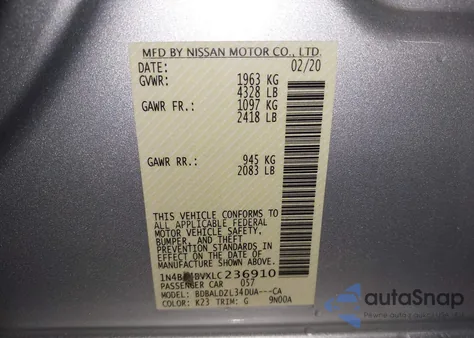 MFD BY NISSAN MOTOR CO., LTD.
DATE: 02/20
GVWR: 1963 KG
4328 LB
GAWR FR.: 1097 KG
2418 LB
GAWR RR.: 945 KG
2083 LB
THIS VEHICLE CONFORMS TO
ALL APPLICABLE FEDERAL
MOTOR VEHICLE SAFETY,
BUMPER, AND THEFT
PREVENTION STANDARDS IN
EFFECT ON THE DATE OF
MANUFACTURE SHOWN ABOVE.
PASSENGER CAR 057
MODEL: BDBALDZL34DUA---CA
COLOR: K23 TRIM: G 9N00A
autoSnap